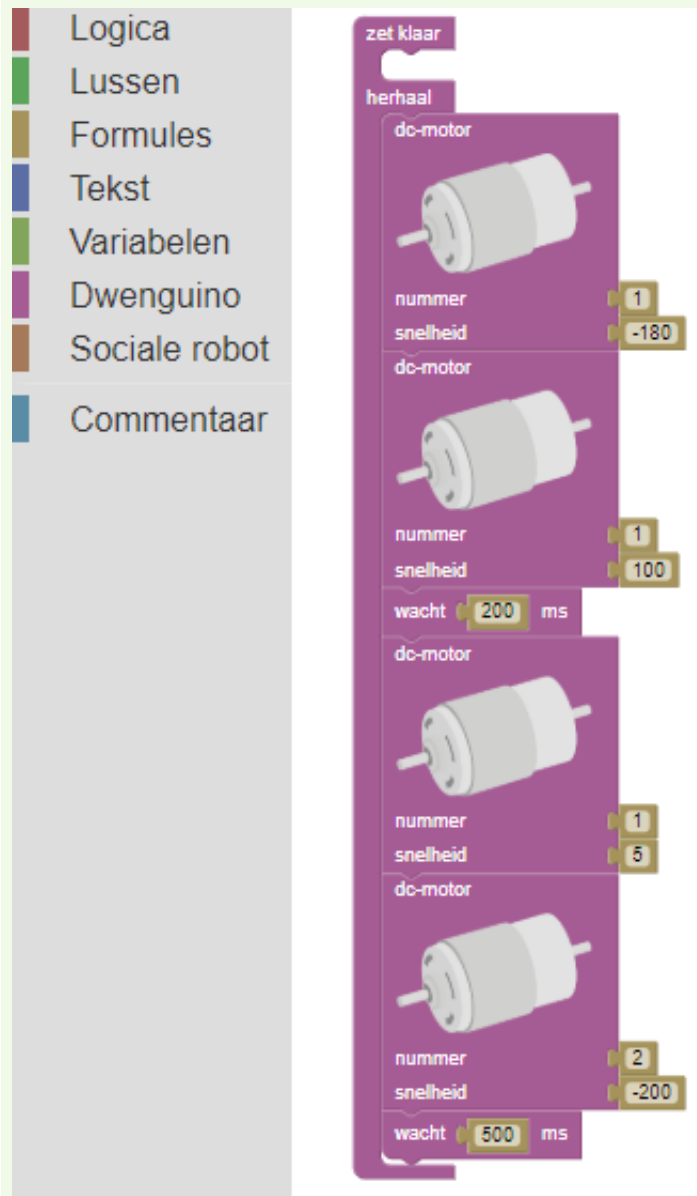 Logica
Lussen
Formules
Tekst
Variabelen
Dwenguino
Sociale robot
Commentaar
zet klaar
herhaal
dc-motor
nummer 1
snelheid -180
dc-motor
nummer 1
snelheid 100
wacht 200 ms
dc-motor
nummer 1
snelheid 5
dc-motor
nummer 2
snelheid -200
wacht 500 ms